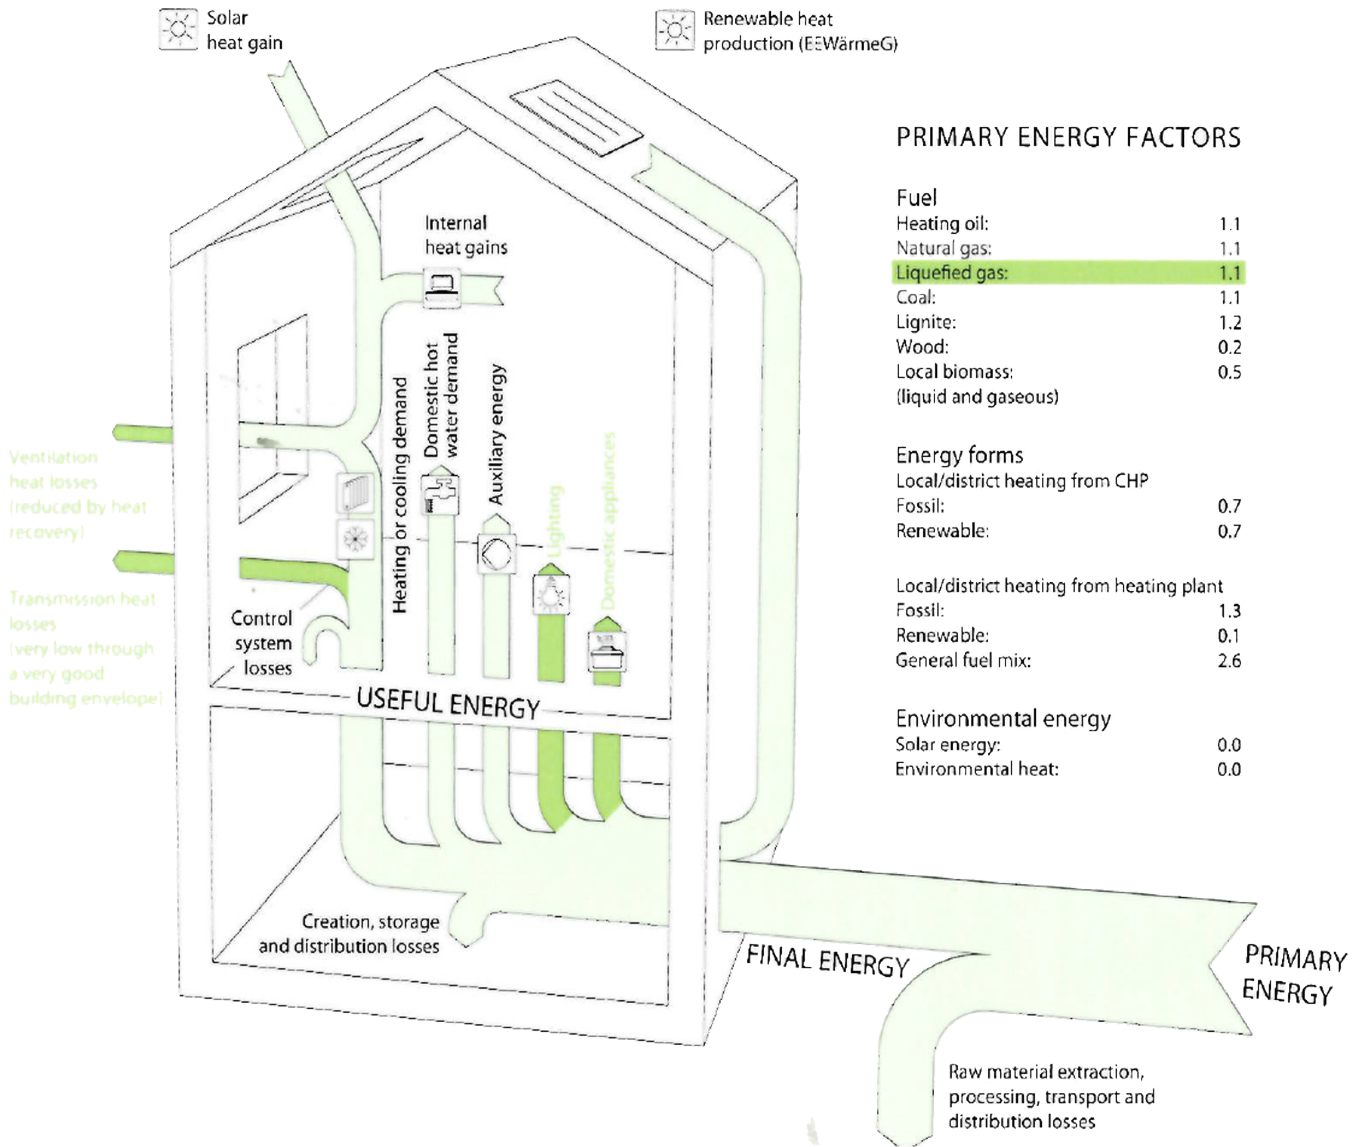 Solar
heat gain
Renewable heat
production (EEWärmeG)
Internal
heat gains
Heating or cooling demand
Domestic hot
water demand
Auxiliary energy
Lighting
Domestic appliances
Ventilation
heat losses
(reduced by heat
recovery)
Transmission heat
losses
(very low through
a very good
building envelope)
Control
system
losses
USEFUL ENERGY
Creation, storage
and distribution losses
FINAL ENERGY
PRIMARY
ENERGY
Raw material extraction,
processing, transport and
distribution losses
PRIMARY ENERGY FACTORS
Fuel
Heating oil: 1.1
Natural gas: 1.1
Liquefied gas: 1.1
Coal: 1.1
Lignite: 1.2
Wood: 0.2
Local biomass: 0.5
(liquid and gaseous)
Energy forms
Local/district heating from CHP
Fossil: 0.7
Renewable: 0.7
Local/district heating from heating plant
Fossil: 1.3
Renewable: 0.1
General fuel mix: 2.6
Environmental energy
Solar energy: 0.0
Environmental heat: 0.0